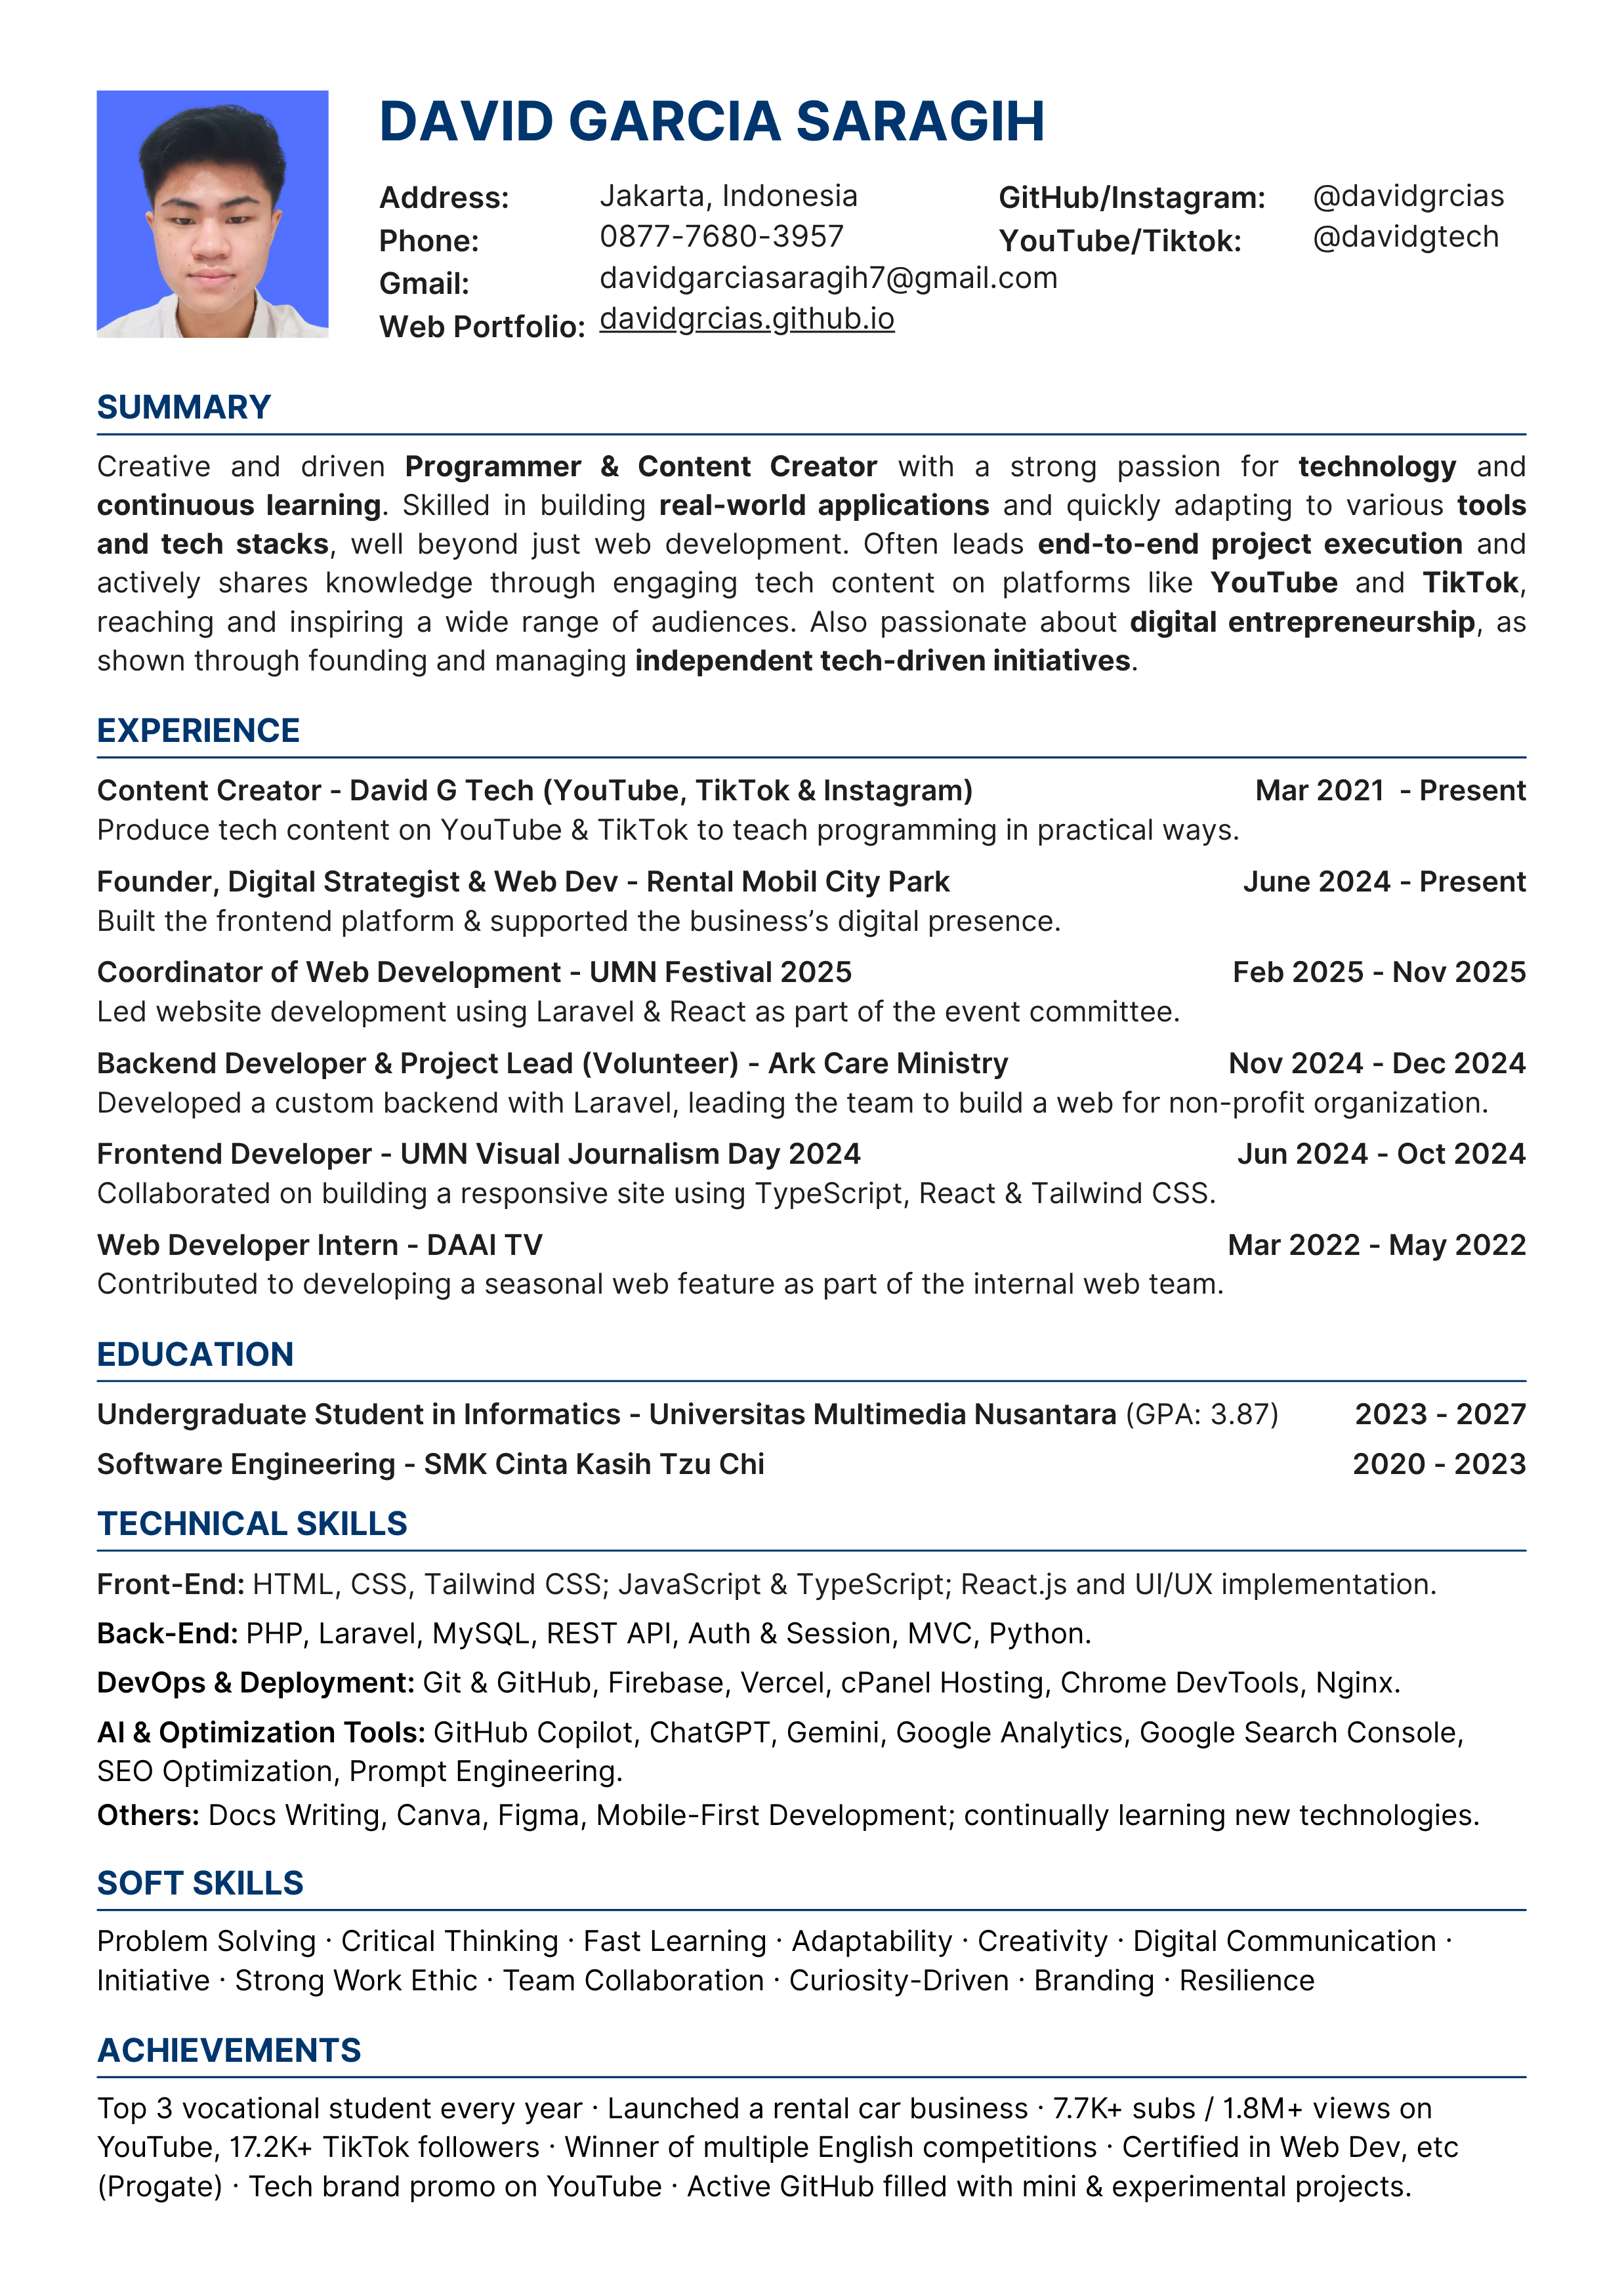 DAVID GARCIA SARAGIH
Address: Jakarta, Indonesia GitHub/Instagram: @davidgrcias
Phone: 0877-7680-3957 YouTube/Tiktok: @davidgtech
Gmail: davidgarciasaragih7@gmail.com
Web Portfolio: davidgrcias.github.io
SUMMARY
Creative and driven Programmer & Content Creator with a strong passion for technology and
continuous learning. Skilled in building real-world applications and quickly adapting to various tools
and tech stacks, well beyond just web development. Often leads end-to-end project execution and
actively shares knowledge through engaging tech content on platforms like YouTube and TikTok,
reaching and inspiring a wide range of audiences. Also passionate about digital entrepreneurship, as
shown through founding and managing independent tech-driven initiatives.
EXPERIENCE
Content Creator - David G Tech (YouTube, TikTok & Instagram) Mar 2021 - Present
Produce tech content on YouTube & TikTok to teach programming in practical ways.
Founder, Digital Strategist & Web Dev - Rental Mobil City Park June 2024 - Present
Built the frontend platform & supported the business’s digital presence.
Coordinator of Web Development - UMN Festival 2025 Feb 2025 - Nov 2025
Led website development using Laravel & React as part of the event committee.
Backend Developer & Project Lead (Volunteer) - Ark Care Ministry Nov 2024 - Dec 2024
Developed a custom backend with Laravel, leading the team to build a web for non-profit organization.
Frontend Developer - UMN Visual Journalism Day 2024 Jun 2024 - Oct 2024
Collaborated on building a responsive site using TypeScript, React & Tailwind CSS.
Web Developer Intern - DAAI TV Mar 2022 - May 2022
Contributed to developing a seasonal web feature as part of the internal web team.
EDUCATION
Undergraduate Student in Informatics - Universitas Multimedia Nusantara (GPA: 3.87) 2023 - 2027
Software Engineering - SMK Cinta Kasih Tzu Chi 2020 - 2023
TECHNICAL SKILLS
Front-End: HTML, CSS, Tailwind CSS; JavaScript & TypeScript; React.js and UI/UX implementation.
Back-End: PHP, Laravel, MySQL, REST API, Auth & Session, MVC, Python.
DevOps & Deployment: Git & GitHub, Firebase, Vercel, cPanel Hosting, Chrome DevTools, Nginx.
AI & Optimization Tools: GitHub Copilot, ChatGPT, Gemini, Google Analytics, Google Search Console,
SEO Optimization, Prompt Engineering.
Others: Docs Writing, Canva, Figma, Mobile-First Development; continually learning new technologies.
SOFT SKILLS
Problem Solving · Critical Thinking · Fast Learning · Adaptability · Creativity · Digital Communication ·
Initiative · Strong Work Ethic · Team Collaboration · Curiosity-Driven · Branding · Resilience
ACHIEVEMENTS
Top 3 vocational student every year · Launched a rental car business · 7.7K+ subs / 1.8M+ views on
YouTube, 17.2K+ TikTok followers · Winner of multiple English competitions · Certified in Web Dev, etc
(Progate) · Tech brand promo on YouTube · Active GitHub filled with mini & experimental projects.